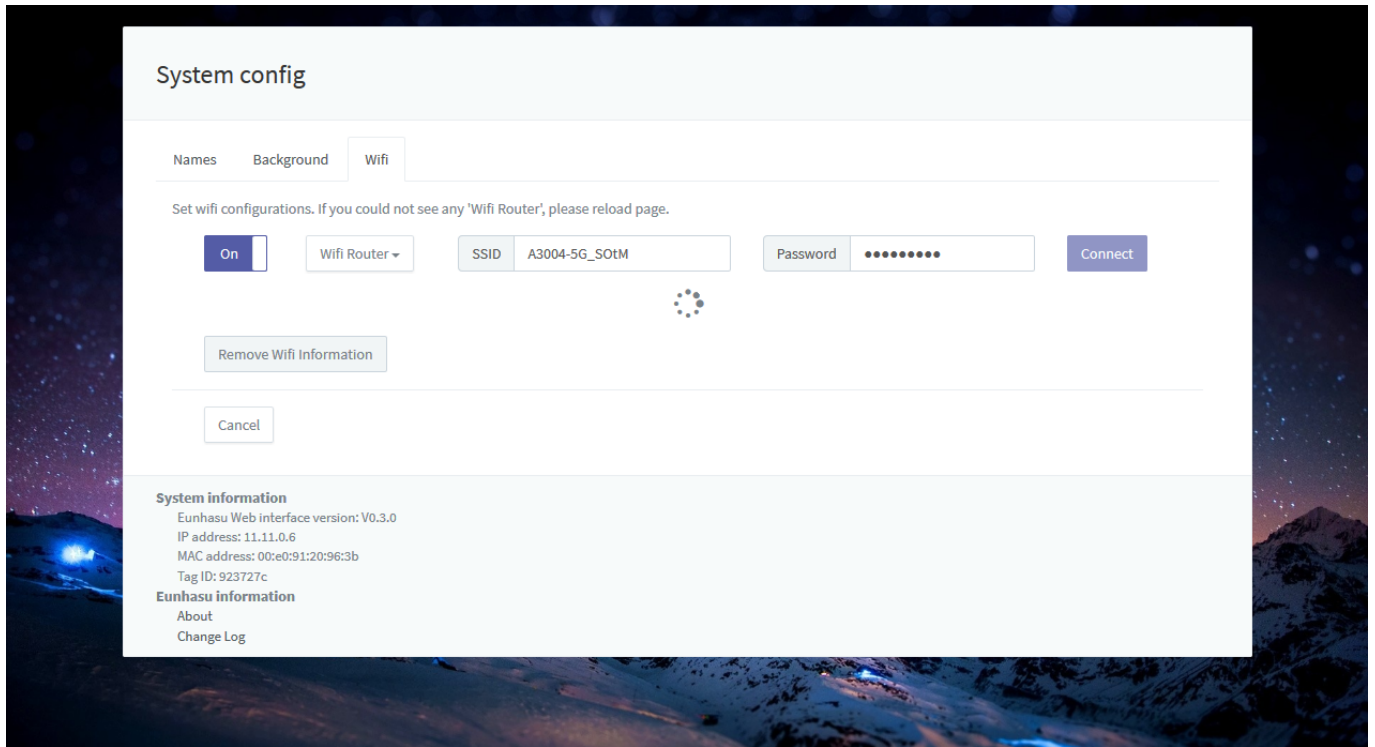 System config
Names Background Wifi
Set wifi configurations. If you could not see any 'Wifi Router', please reload page.
On Wifi Router SSID A3004-5G_SOtM Password ●●●●●●●●● Connect
Remove Wifi Information
Cancel
System information
Eunhasu Web interface version: V0.3.0
IP address: 11.11.0.6
MAC address: 00:e0:91:20:96:3b
Tag ID: 923727c
Eunhasu information
About
Change Log